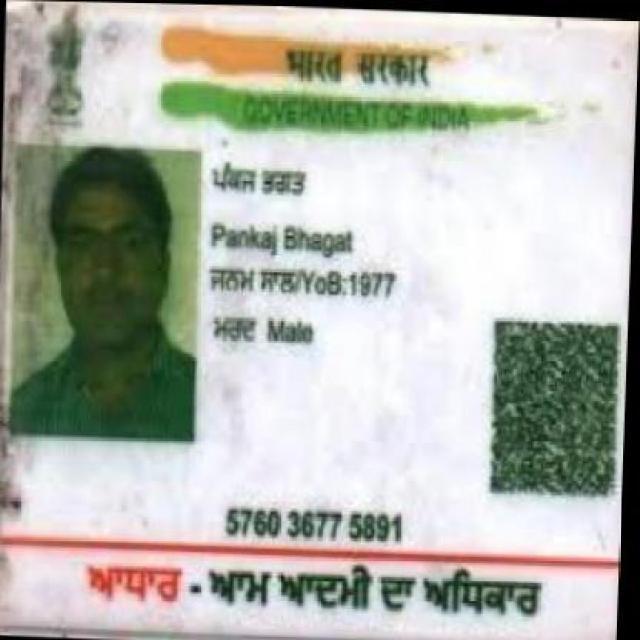 भारत सरकार
GOVERNMENT OF INDIA
ਪੰਕਜ ਭਗਤ
Pankaj Bhagat
ਜਨਮ ਸਾਲ/YoB:1977
ਮਰਦ Male
5760 3677 5891
ਆਧਾਰ - ਆਮ ਆਦਮੀ ਦਾ ਅਧਿਕਾਰ